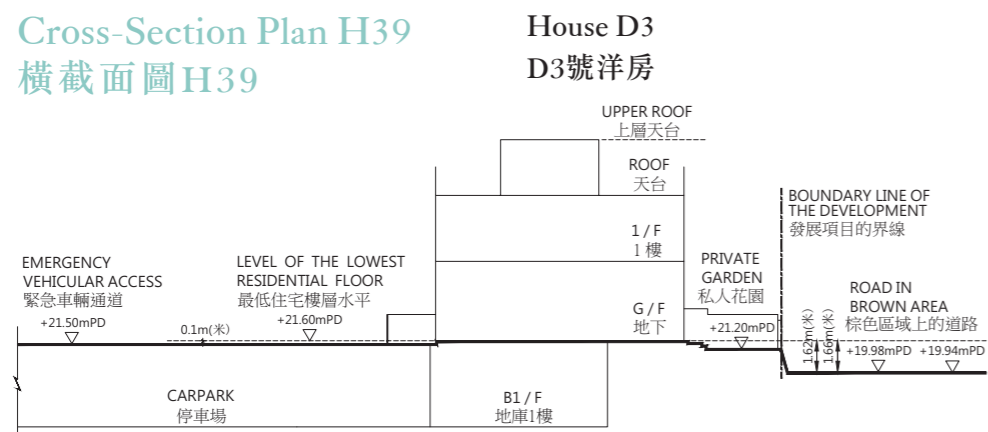 Cross-Section Plan H39
橫截面圖H39
House D3
D3號洋房
UPPER ROOF
上層天台
ROOF
天台
BOUNDARY LINE OF
THE DEVELOPMENT
發展項目的界線
1 / F
1 樓
EMERGENCY
VEHICULAR ACCESS
緊急車輛通道
+21.50mPD
0.1m(米)
LEVEL OF THE LOWEST
RESIDENTIAL FLOOR
最低住宅樓層水平
+21.60mPD
G / F
地下
PRIVATE
GARDEN
私人花園
+21.20mPD
ROAD IN
BROWN AREA
棕色區域上的道路
1.62m(米)
1.66m(米)
+19.98mPD
+19.94mPD
CARPARK
停車場
B1 / F
地庫1樓